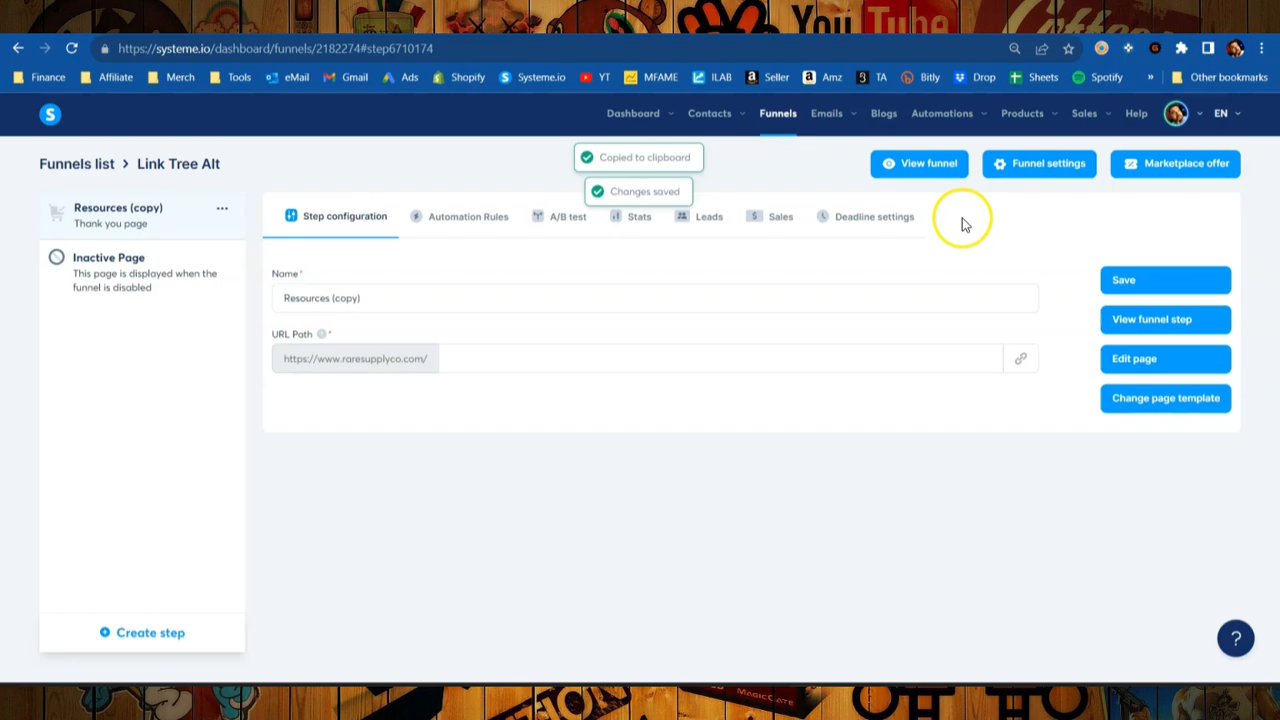 You Tube
https://systeme.io/dashboard/funnels/2182274#step6710174
Finance Affiliate Merch Tools eMail Gmail Ads Shopify Systeme.io YT MFAME ILAB Seller Amz TA Bitly Drop Sheets Spotify » Other bookmarks
S Dashboard Contacts Funnels Emails Blogs Automations Products Sales Help EN
Copied to clipboard
Changes saved
Funnels list > Link Tree Alt
View funnel Funnel settings Marketplace offer
Resources (copy)
Thank you page
Inactive Page
This page is displayed when the
funnel is disabled
Create step
Step configuration Automation Rules A/B test Stats Leads Sales Deadline settings
Name *
Resources (copy)
URL Path ? *
https://www.raresupplyco.com/
Save
View funnel step
Edit page
Change page template
?